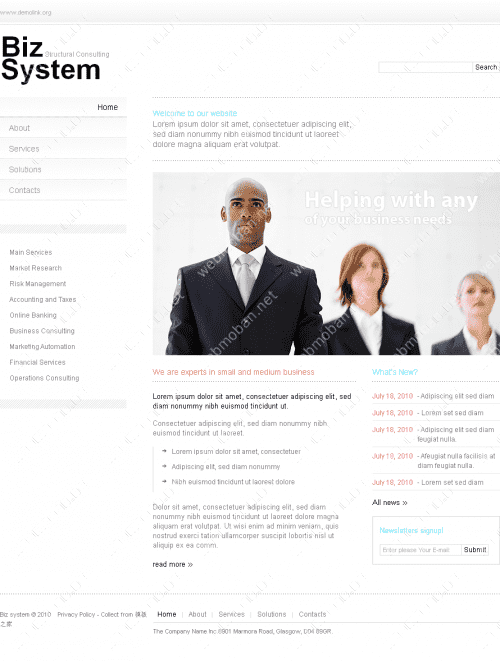 www.demolink.org
Biz Structural Consulting
System
Search
Home
About
Services
Solutions
Contacts
Main Services
Market Research
Risk Management
Accounting and Taxes
Online Banking
Business Consulting
Marketing Automation
Financial Services
Operations Consulting
Welcome to our website.
Lorem ipsum dolor sit amet, consectetuer adipiscing elit,
sed diam nonummy nibh euismod tincidunt ut laoreet
dolore magna aliquam erat volutpat.
Helping with any
of your business needs
webmoban.net
webmoban.net
We are experts in small and medium business
Lorem ipsum dolor sit amet, consectetuer adipiscing elit, sed
diam nonummy nibh euismod tincidunt ut.
Consectetuer adipiscing elit, sed diam nonummy nibh
euismod tincidunt ut laoreet.
Lorem ipsum dolor sit amet, consectetuer
Adipiscing elit, sed diam nonummy
Nibh euismod tincidunt ut laoreet dolore
Dolor sit amet, consectetuer adipiscing elit, sed diam
nonummy nibh euismod tincidunt ut laoreet dolore magna
aliquam erat volutpat. Ut wisi enim ad minim veniam, quis
nostrud exerci tation ullamcorper suscipit lobortis nisl ut
aliquip ex ea comm.
read more »
What's New?
July 18, 2010 - Adipiscing elit sed diam
July 18, 2010 - Lorem set sed diam
July 18, 2010 - Adipiscing elit sed diam
feugiat nulla.
July 18, 2010 - Afeugiat nulla facilisis at
diam feugiat nulla.
July 18, 2010 - Lorem set sed diam
All news »
Newsletters signup!
Enter please Your E-mail Submit
Biz system © 2010 Privacy Policy - Collect from 模板
之家
Home | About | Services | Solutions | Contacts
The Company Name Inc 8901 Marmora Road, Glasgow, D04 89GR.